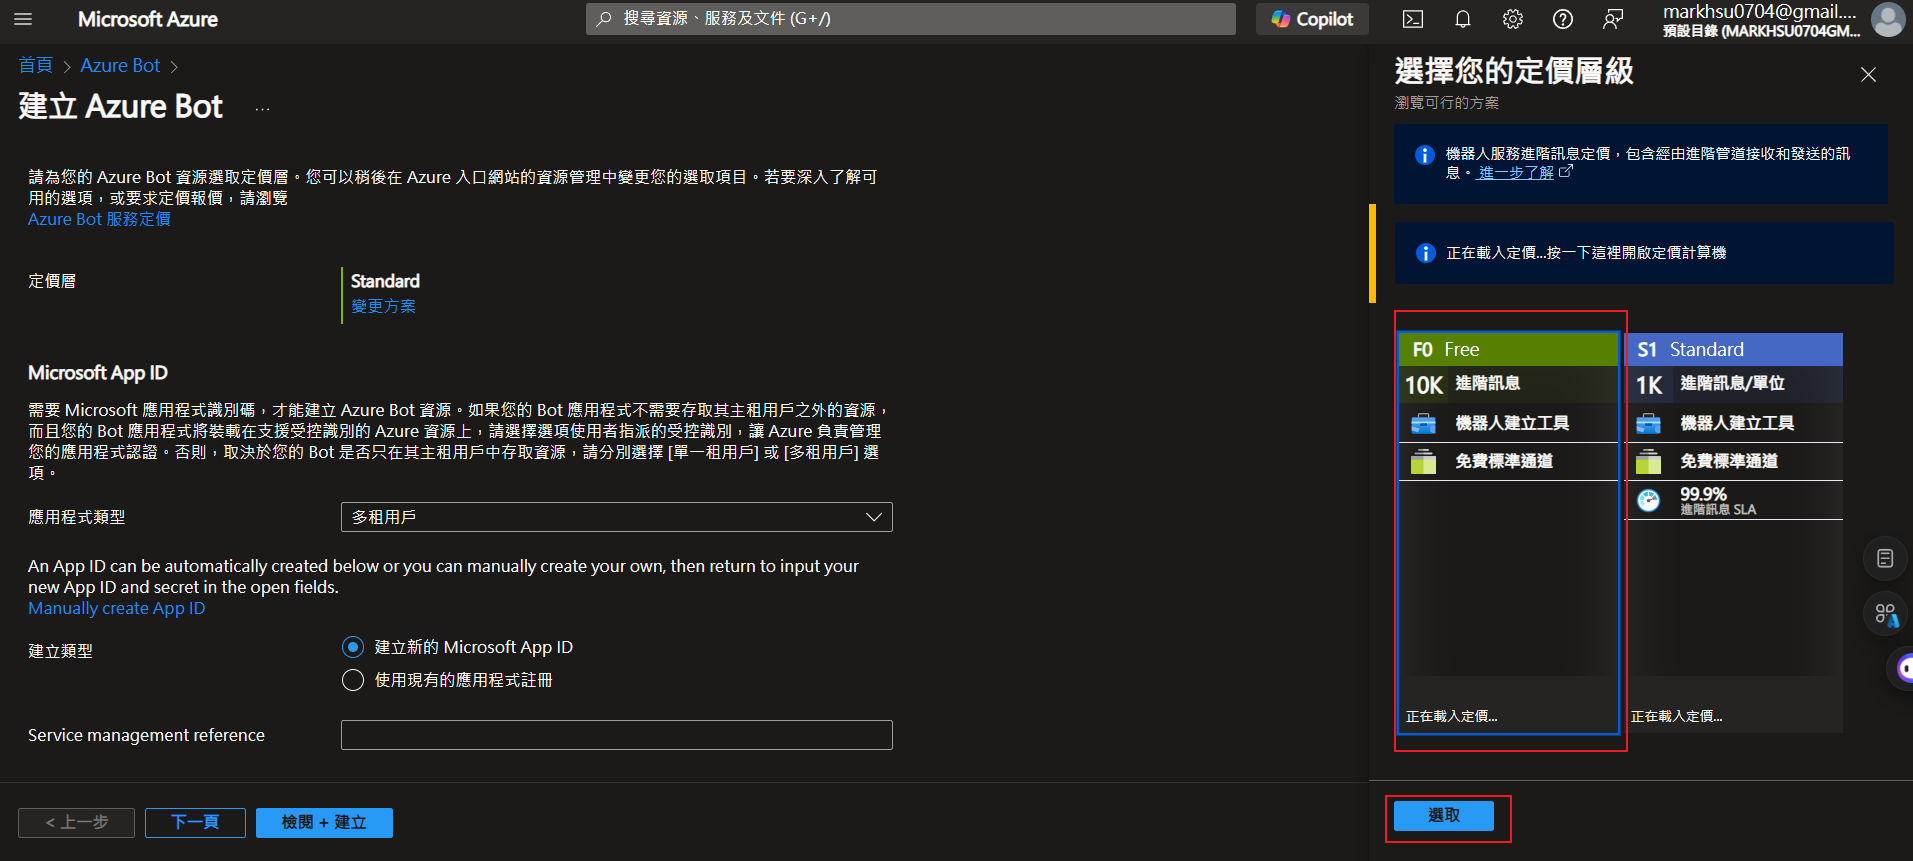 Microsoft Azure
搜尋資源、服務及文件 (G+/)
Copilot
markhsu0704@gmail....
預設目錄 (MARKHSU0704GM...
首頁 > Azure Bot >
建立 Azure Bot ...
請為您的 Azure Bot 資源選取定價層。您可以稍後在 Azure 入口網站的資源管理中變更您的選取項目。若要深入了解可
用的選項，或要求定價報價，請瀏覽
Azure Bot 服務定價
定價層
Standard
變更方案
Microsoft App ID
需要 Microsoft 應用程式識別碼，才能建立 Azure Bot 資源。如果您的 Bot 應用程式不需要存取其主租用戶之外的資源，
而且您的 Bot 應用程式將裝載在支援受控識別的 Azure 資源上，請選擇選項使用者指派的受控識別，讓 Azure 負責管理
您的應用程式認證。否則，取決於您的 Bot 是否只在其主租用戶中存取資源，請分別選擇 [單一租用戶] 或 [多租用戶] 選
項。
應用程式類型
多租用戶
An App ID can be automatically created below or you can manually create your own, then return to input your
new App ID and secret in the open fields.
Manually create App ID
建立類型
建立新的 Microsoft App ID
使用現有的應用程式註冊
Service management reference
< 上一步
下一頁
檢閱 + 建立
選擇您的定價層級
瀏覽可行的方案
機器人服務進階訊息定價，包含經由進階管道接收和發送的訊
息。 進一步了解
正在載入定價...按一下這裡開啟定價計算機
F0 Free
10K 進階訊息
機器人建立工具
免費標準通道
正在載入定價...
S1 Standard
1K 進階訊息/單位
機器人建立工具
免費標準通道
99.9%
進階訊息 SLA
正在載入定價...
選取